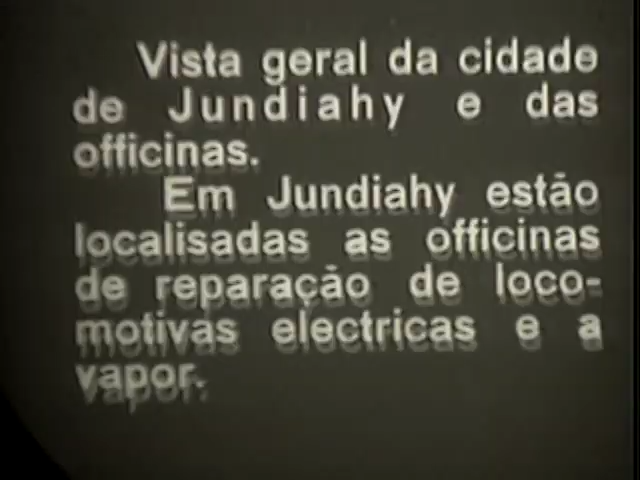 Vista geral da cidade
de Jundiahy e das
officinas.
Em Jundiahy estão
localisadas as officinas
de reparação de loco-
motivas electricas e a
vapor.